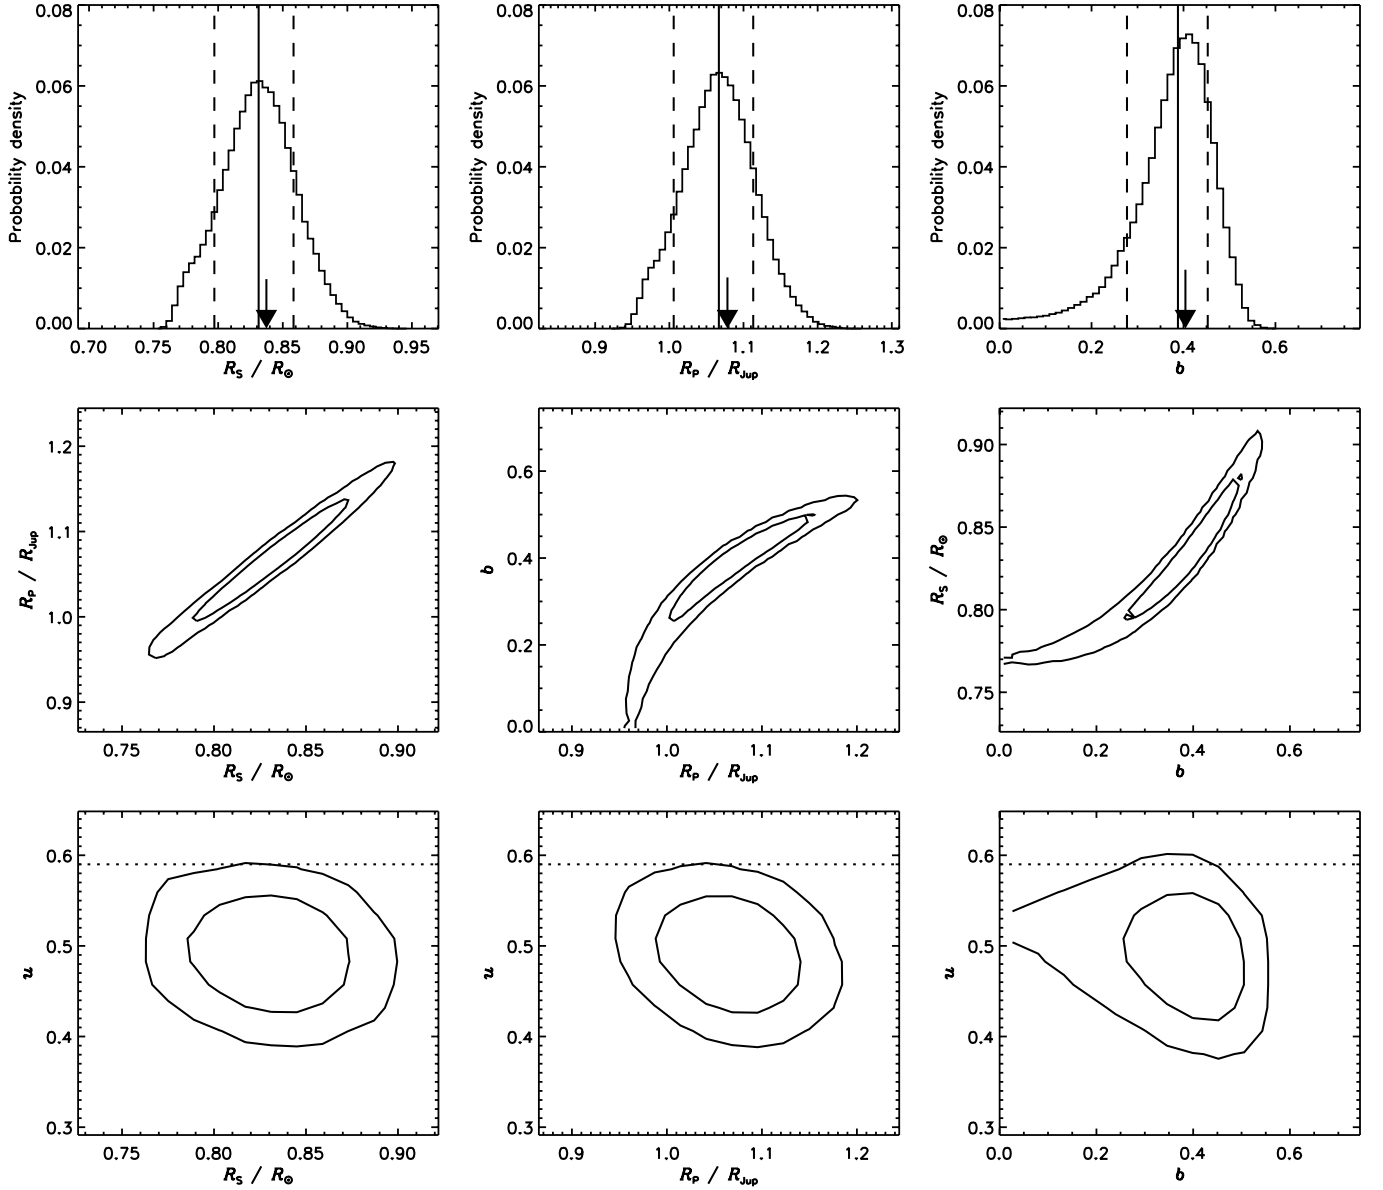 0.08 0.08 0.08
0.06 0.06 0.06
0.04 0.04 0.04
0.02 0.02 0.02
0.00 0.00 0.00
Probability density Probability density Probability density
0.70 0.75 0.80 0.85 0.90 0.95 0.9 1.0 1.1 1.2 1.3 0.0 0.2 0.4 0.6
R_S / R_⊙ R_P / R_Jup b
1.2 0.6 0.90
1.1 0.4 0.85
1.0 0.2 0.80
0.9 0.0 0.75
R_P / R_Jup b R_S / R_⊙
0.75 0.80 0.85 0.90 0.9 1.0 1.1 1.2 0.0 0.2 0.4 0.6
R_S / R_⊙ R_P / R_Jup b
0.6 0.6 0.6
0.5 0.5 0.5
0.4 0.4 0.4
0.3 0.3 0.3
u u u
0.75 0.80 0.85 0.90 0.9 1.0 1.1 1.2 0.0 0.2 0.4 0.6
R_S / R_⊙ R_P / R_Jup b